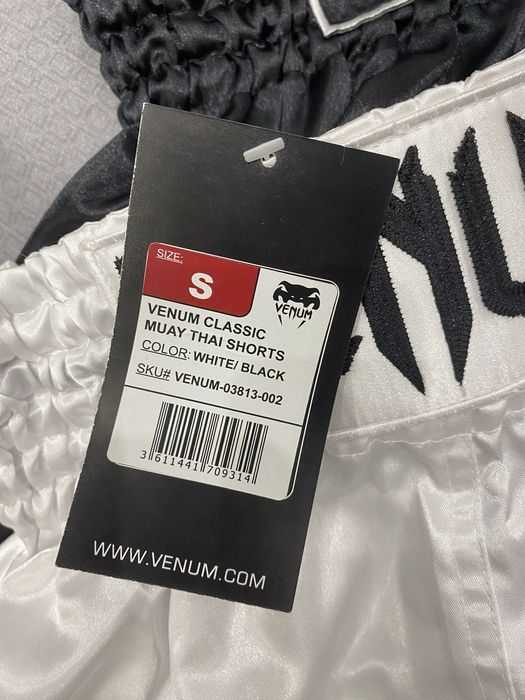 SIZE:
S
VENUM
VENUM CLASSIC
MUAY THAI SHORTS
COLOR: WHITE/ BLACK
SKU# VENUM-03813-002
3 611441 709314
WWW.VENUM.COM